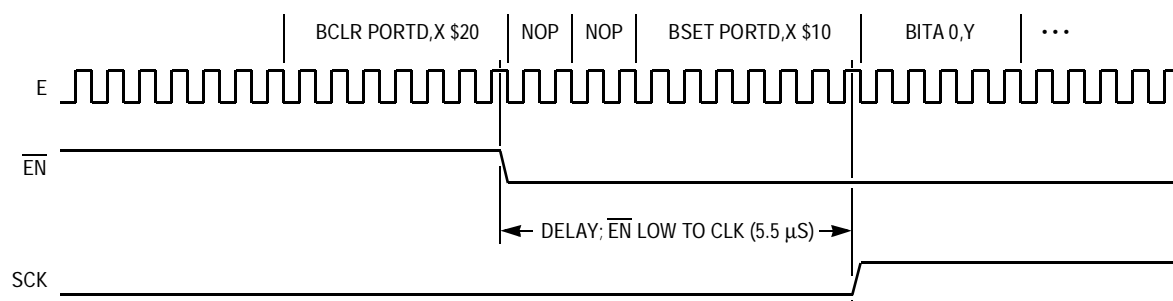 BCLR PORTD,X $20 NOP NOP BSET PORTD,X $10 BITA 0,Y •••
E
EN
DELAY; EN LOW TO CLK (5.5 μS)
SCK